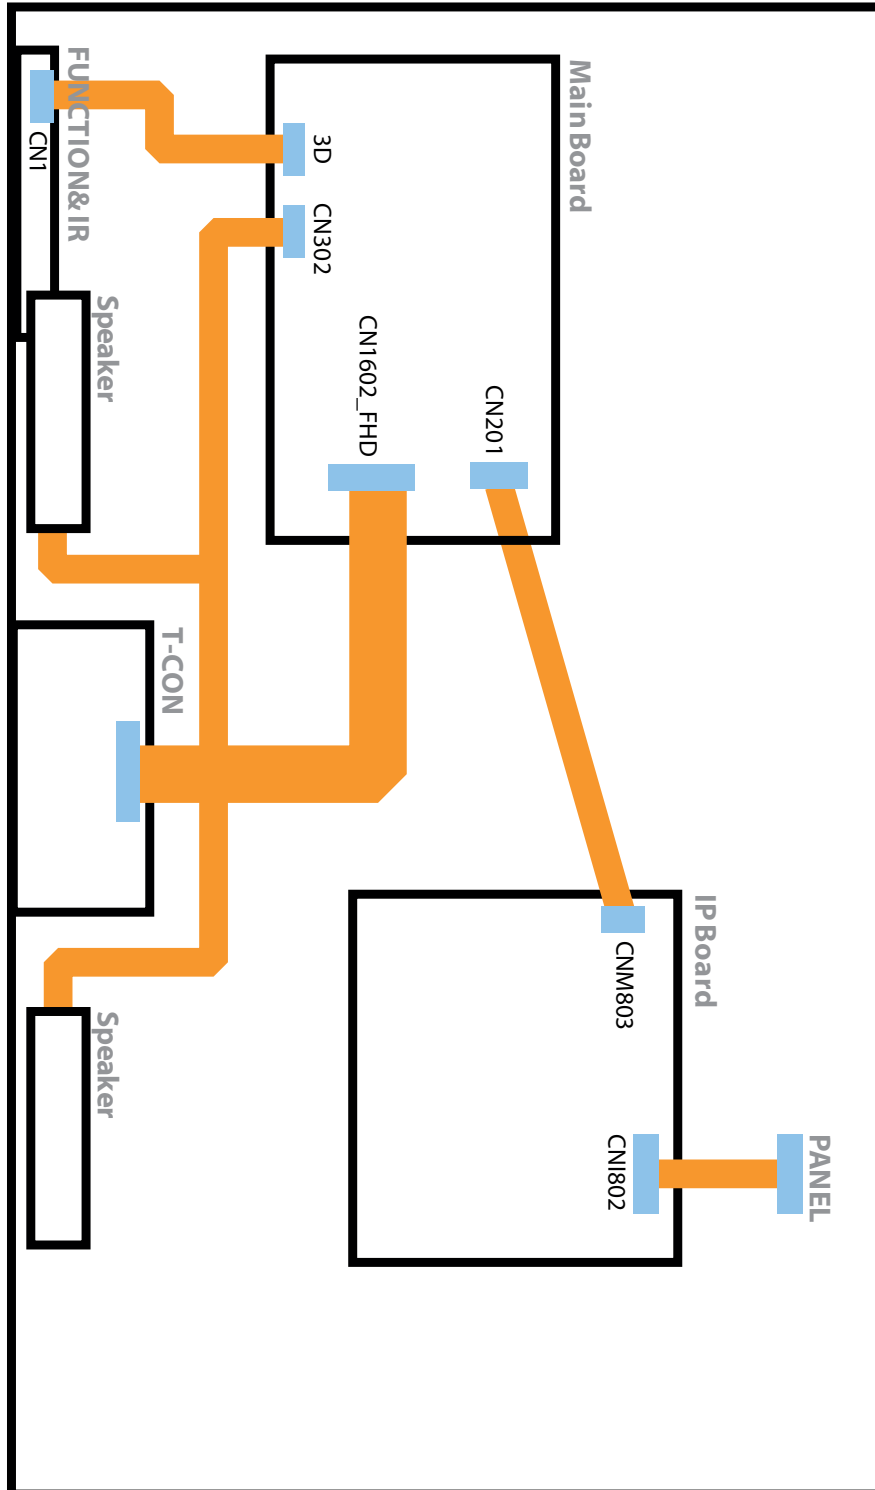 PANEL
IP Board
CNI802
CNM803
Main Board
CN201
CN1602_FHD
3D
CN302
T-CON
FUNCTION& IR
CN1
Speaker
Speaker